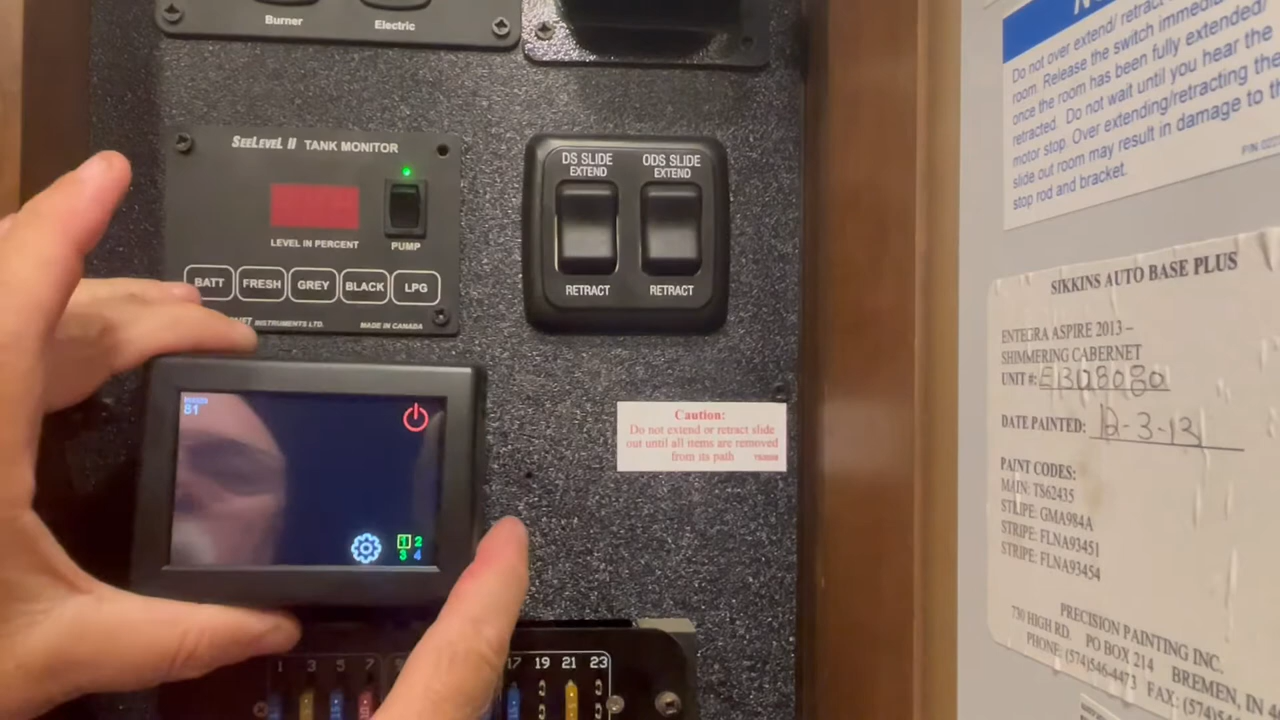 Burner
Electric
SEELEVEL II TANK MONITOR
LEVEL IN PERCENT
PUMP
BATT
FRESH
GREY
BLACK
LPG
INSTRUMENTS LTD.
MADE IN CANADA
DS SLIDE
EXTEND
ODS SLIDE
EXTEND
RETRACT
RETRACT
81
1 2
3 4
Caution:
Do not extend or retract slide
out until all items are removed
from its path
1 3 5 7
17 19 21 23
Do not over extend/ retract
room. Release the switch
once the room has been fully extended/
retracted. Do not wait until you hear the
motor stop. Over extending/retracting the
slide out room may result in damage to
stop rod and bracket.
SIKKINS AUTO BASE PLUS
ENTEGRA ASPIRE 2013 –
SHIMMERING CABERNET
UNIT #:
DATE PAINTED:
PAINT CODES:
MAIN: TS62435
STRIPE: GMA984A
STRIPE: FLNA93451
STRIPE: FLNA93454
PRECISION PAINTING INC.
730 HIGH RD. PO BOX 214 BREMEN, IN
PHONE: (574)546-4473 FAX: